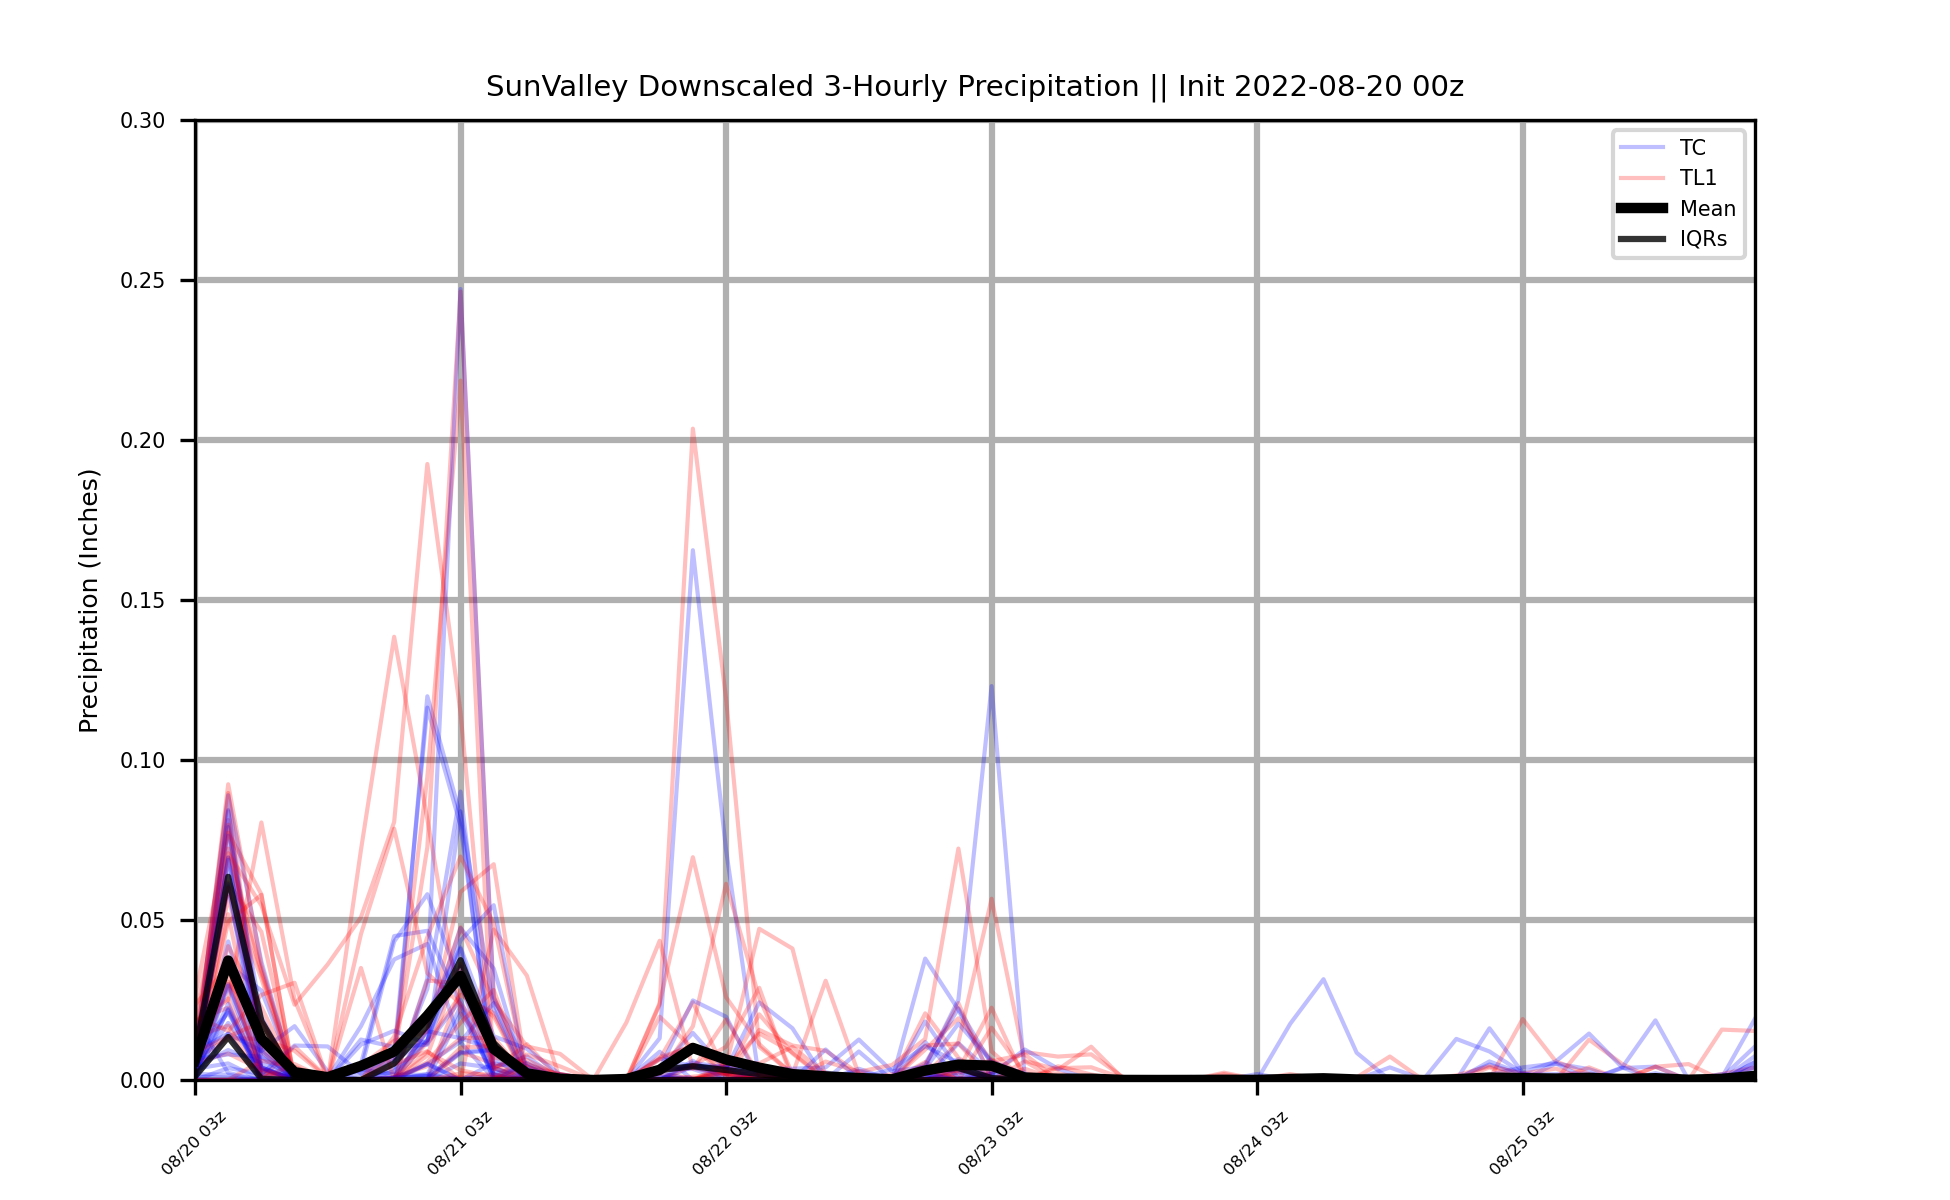 SunValley Downscaled 3-Hourly Precipitation || Init 2022-08-20 00z
Precipitation (Inches)
0.30
0.25
0.20
0.15
0.10
0.05
0.00
TC
TL1
Mean
IQRs
08/20 03z
08/21 03z
08/22 03z
08/23 03z
08/24 03z
08/25 03z